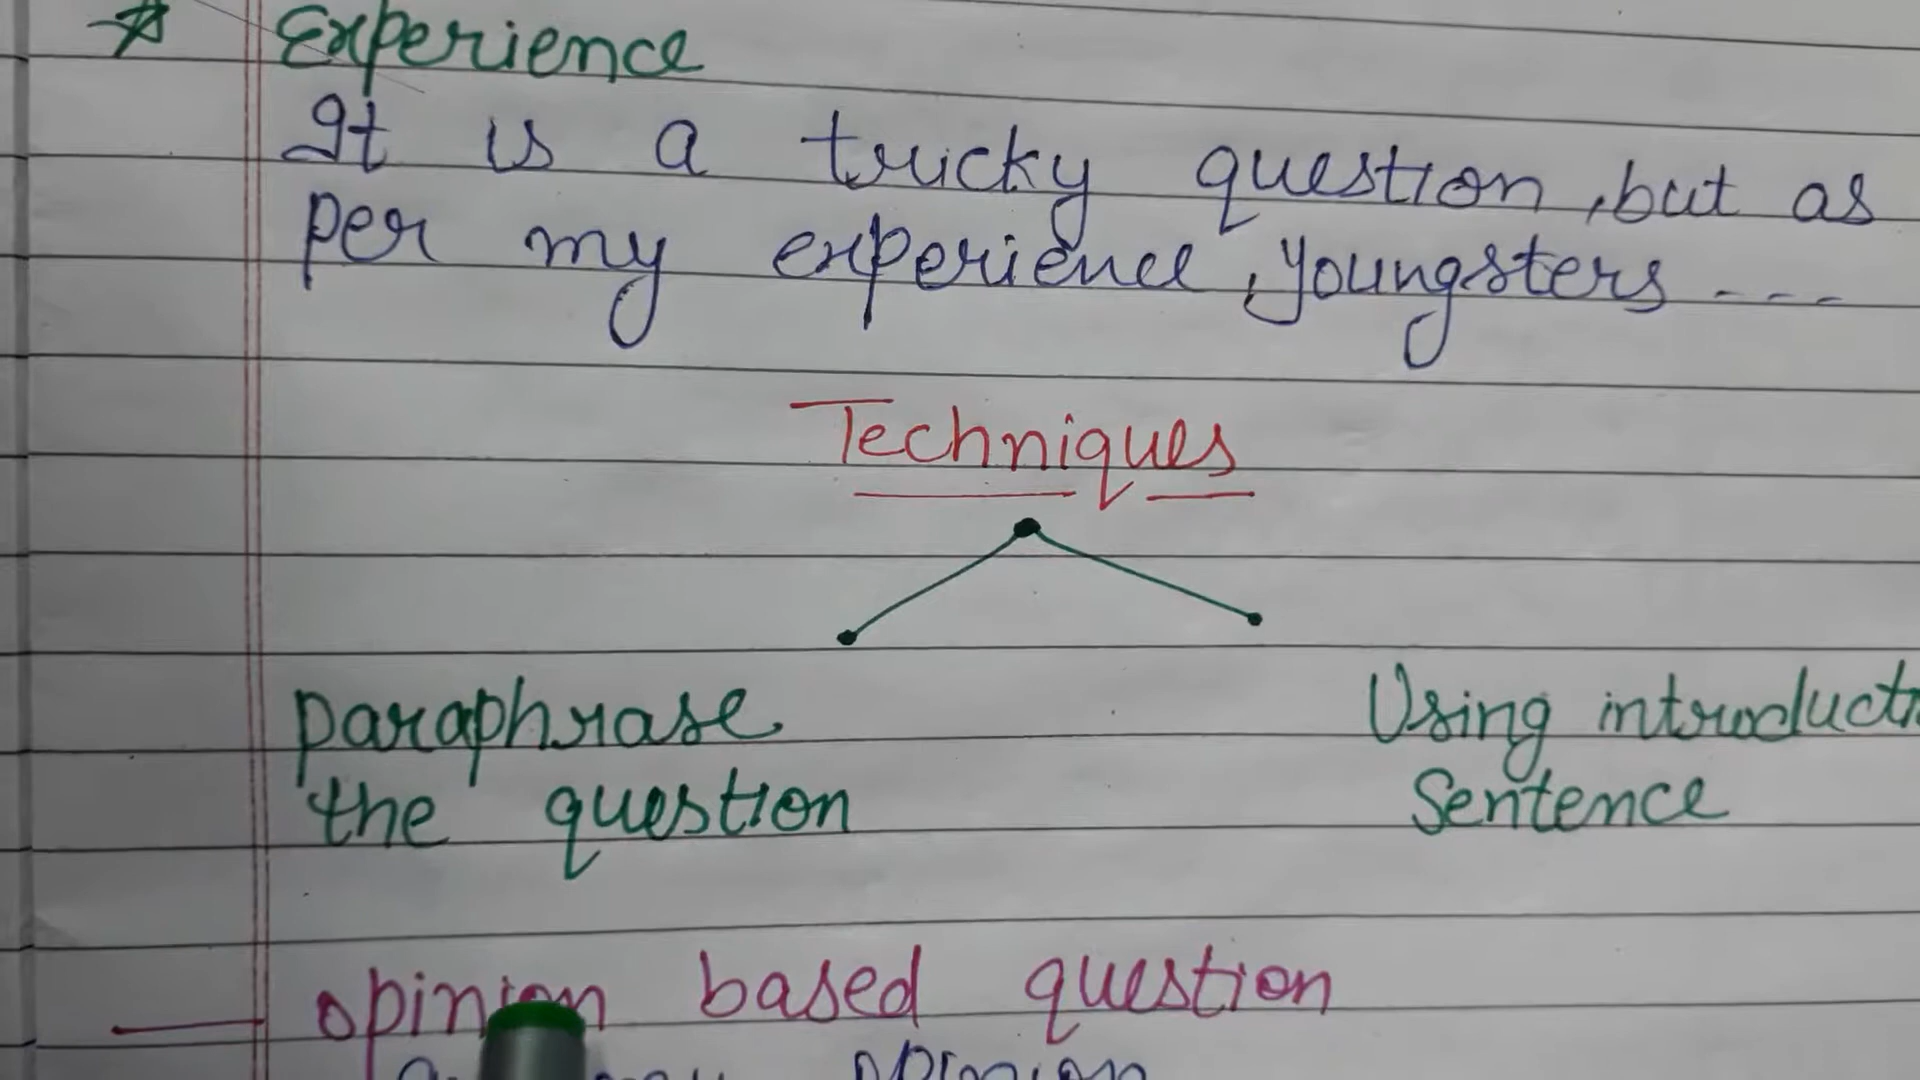 Experience
It is a tricky question, but as
per my experience, youngsters ---
Techniques
paraphrase
the question
Using
Sentence
opinion based question
opinion